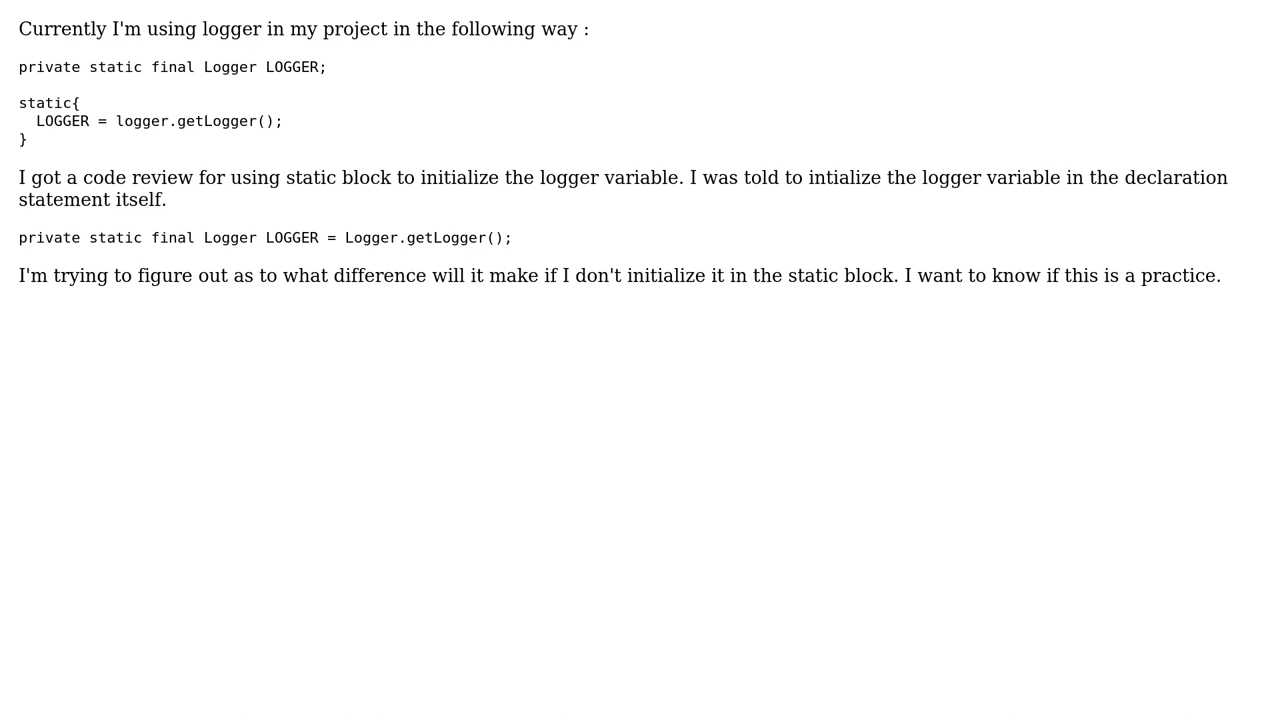 Currently I'm using logger in my project in the following way :
private static final Logger LOGGER;
static{
  LOGGER = logger.getLogger();
}
I got a code review for using static block to initialize the logger variable. I was told to intialize the logger variable in the declaration
statement itself.
private static final Logger LOGGER = Logger.getLogger();
I'm trying to figure out as to what difference will it make if I don't initialize it in the static block. I want to know if this is a practice.